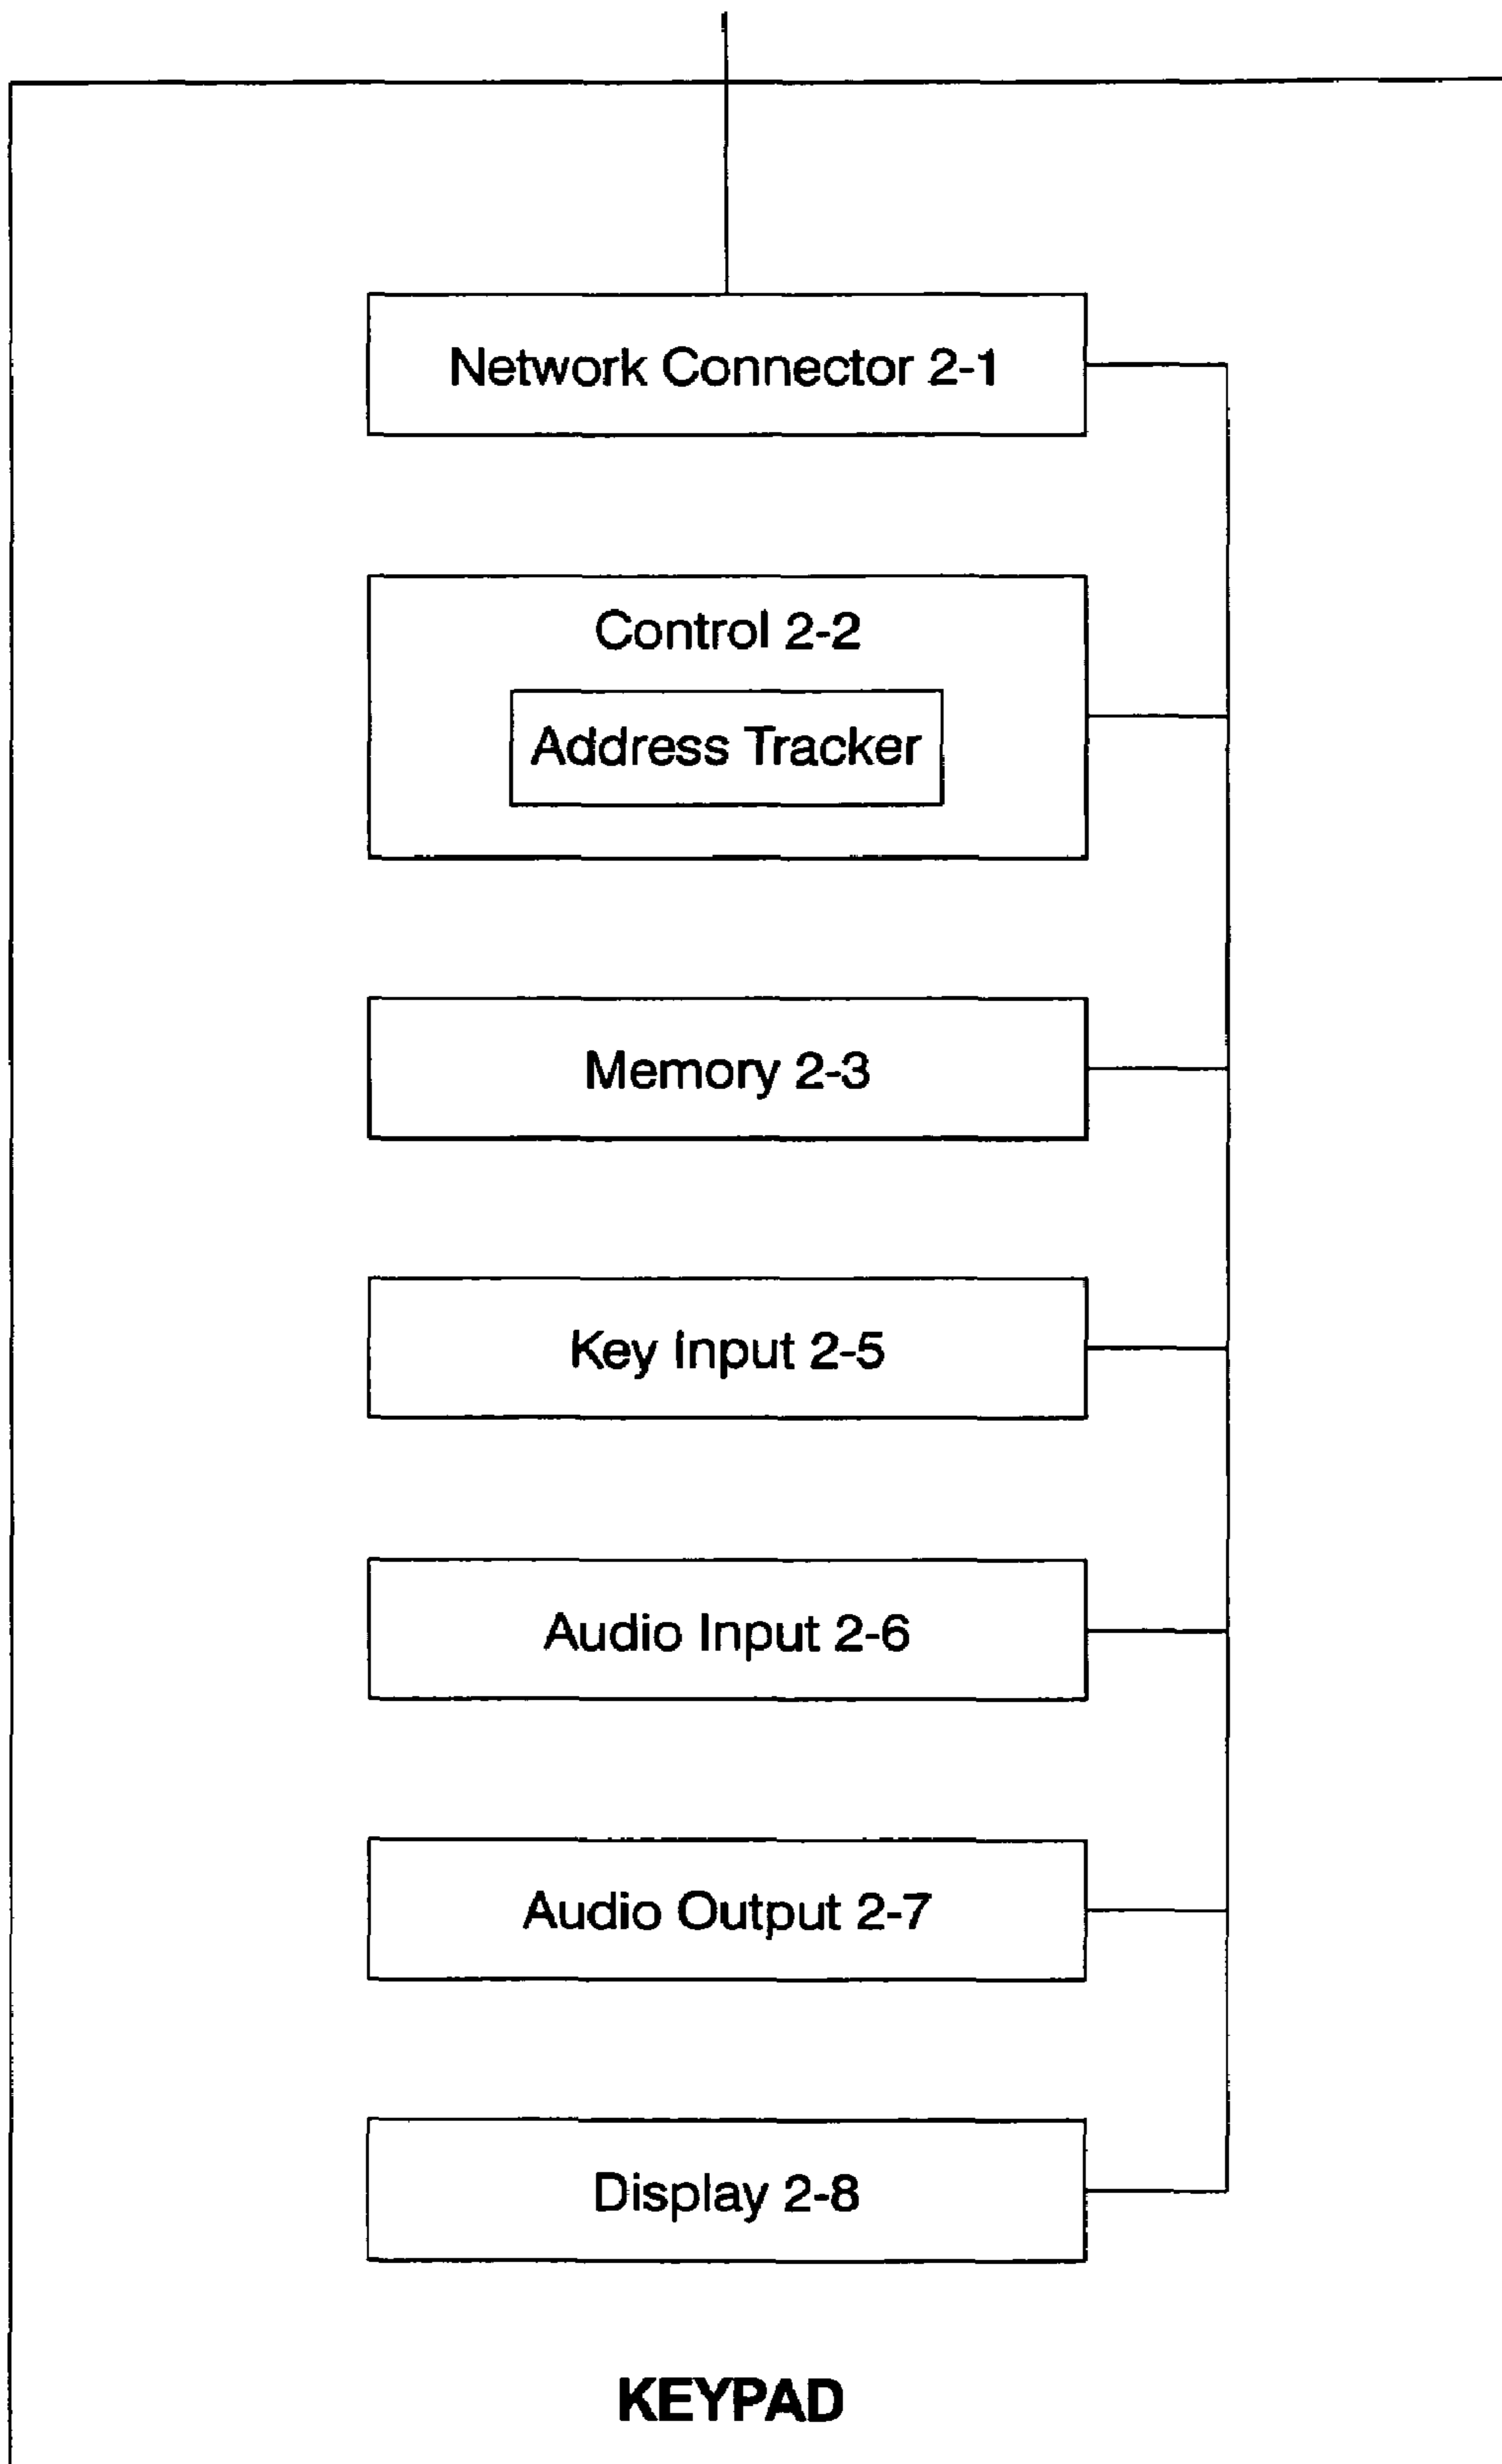 Network Connector 2-1
Control 2-2
Address Tracker
Memory 2-3
Key Input 2-5
Audio Input 2-6
Audio Output 2-7
Display 2-8
KEYPAD